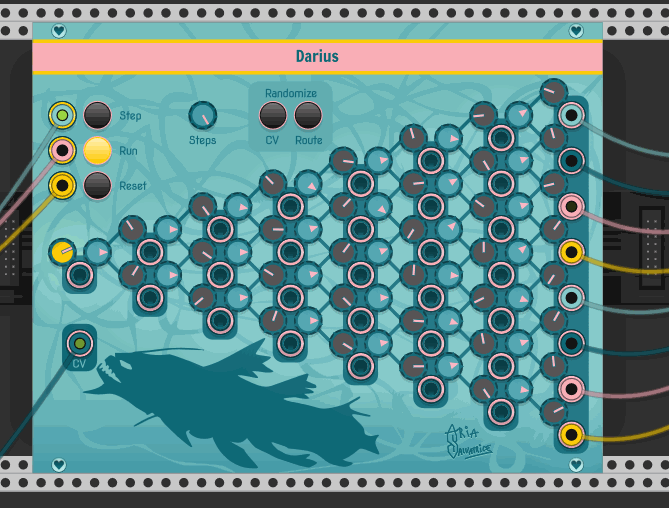 Darius
Randomize
Step
Steps
CV
Route
Run
Reset
CV
Aria
Salvatrice